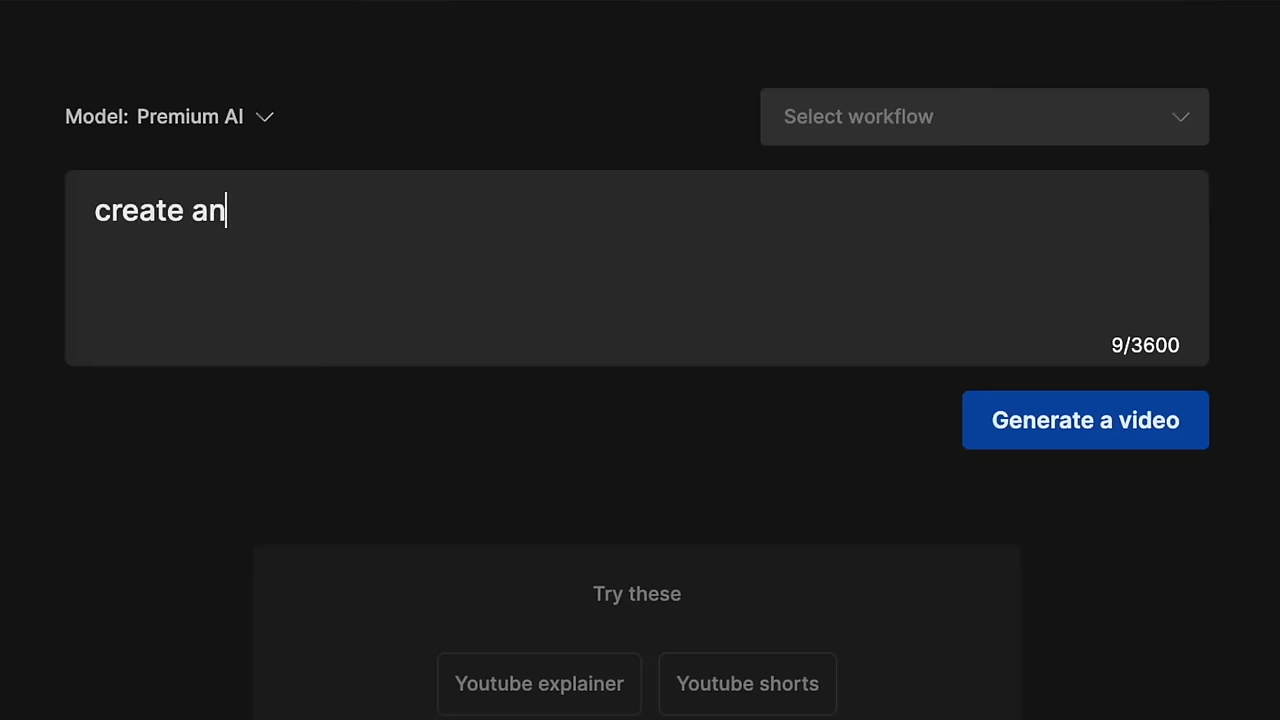 Model: Premium AI
Select workflow
create an
9/3600
Generate a video
Try these
Youtube explainer
Youtube shorts